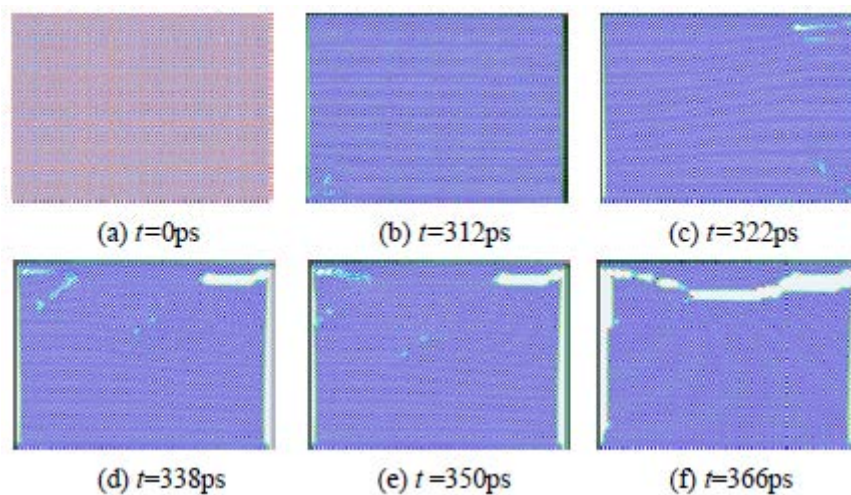 (a) t=0ps
(b) t=312ps
(c) t=322ps
(d) t=338ps
(e) t =350ps
(f) t=366ps